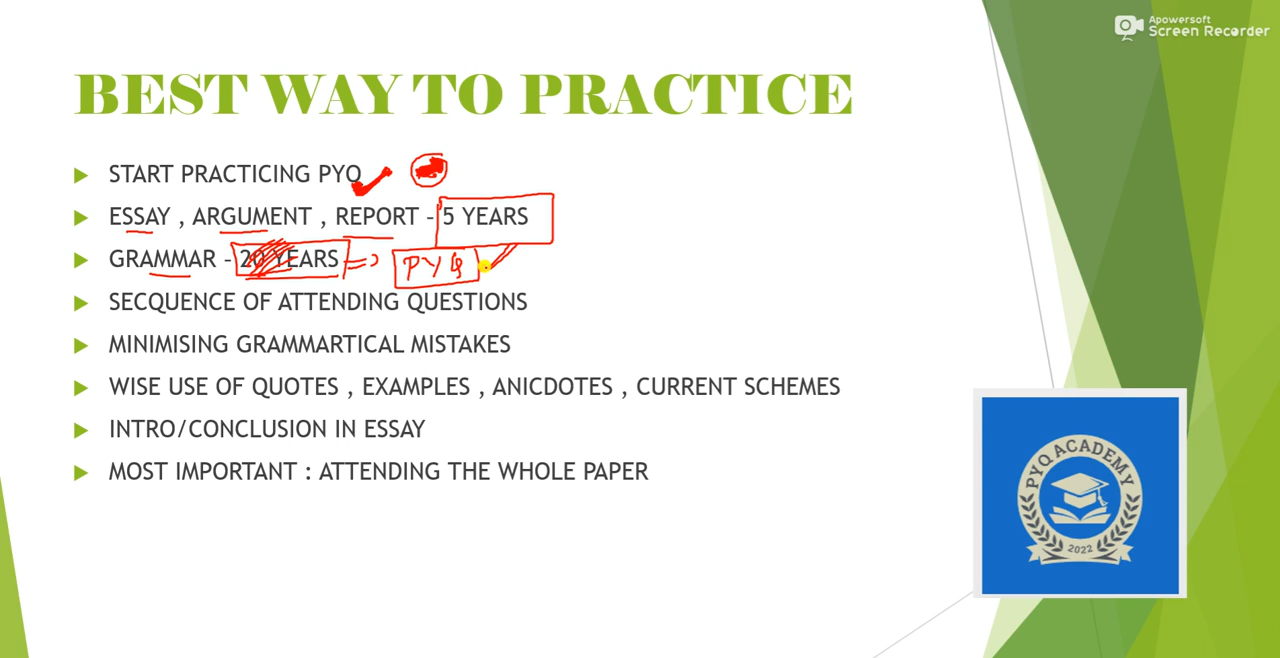 Apowersoft
Screen Recorder
BEST WAY TO PRACTICE
START PRACTICING PYQ
ESSAY , ARGUMENT , REPORT - 5 YEARS
GRAMMAR - 20 YEARS => PYQ
SECQUENCE OF ATTENDING QUESTIONS
MINIMISING GRAMMARTICAL MISTAKES
WISE USE OF QUOTES , EXAMPLES , ANICDOTES , CURRENT SCHEMES
INTRO/CONCLUSION IN ESSAY
MOST IMPORTANT : ATTENDING THE WHOLE PAPER
PYQ ACADEMY
2022